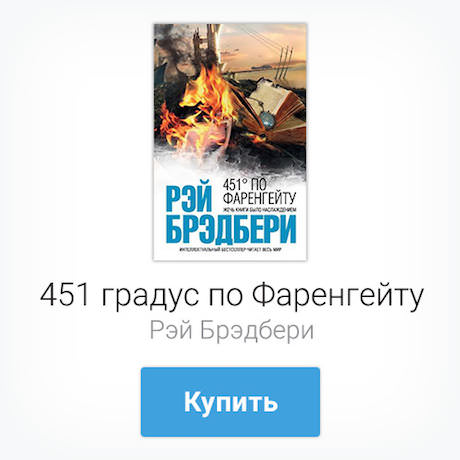 451° ПО
ФАРЕНГЕЙТУ
ЖЕЧЬ КНИГИ БЫЛО НАСЛАЖДЕНИЕМ
РЭЙ
БРЭДБЕРИ
ИНТЕЛЛЕКТУАЛЬНЫЙ БЕСТСЕЛЛЕР ЧИТАЕТ ВЕСЬ МИР
451 градус по Фаренгейту
Рэй Брэдбери
Купить